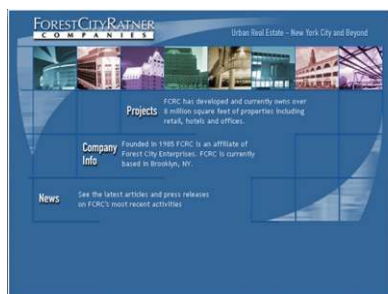 FOREST CITY RATNER
COMPANIES
Urban Real Estate - New York City and Beyond
Projects
FCRC has developed and currently owns over
8 million square feet of properties including
retail, hotels and offices.
Company
Info
Founded in 1985 FCRC is an affiliate of
Forest City Enterprises. FCRC is currently
based in Brooklyn, NY.
News
See the latest articles and press releases
on FCRC's most recent activities